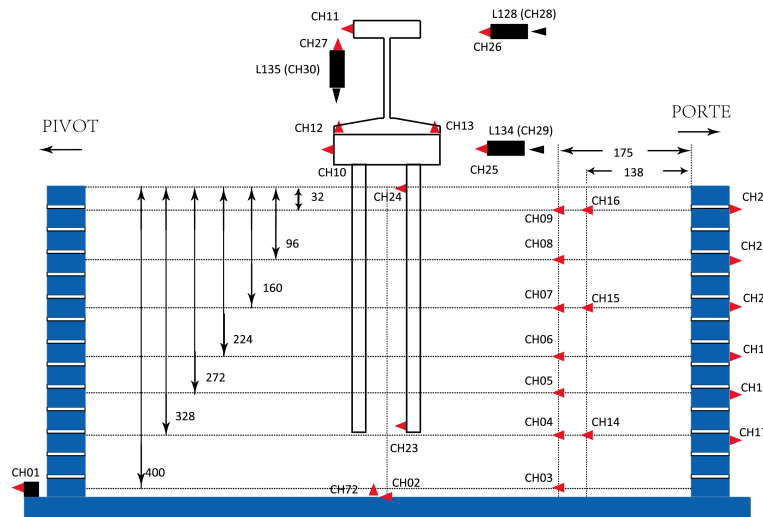 CH11
L128 (CH28)
CH27
CH26
L135 (CH30)
PIVOT
CH12
CH13
L134 (CH29)
PORTE
175
CH10
CH25
138
32
CH24
CH16
CH09
96
CH08
160
CH07
CH15
224
CH06
272
CH05
328
CH04
CH14
CH17
CH23
CH01
400
CH72
CH02
CH03